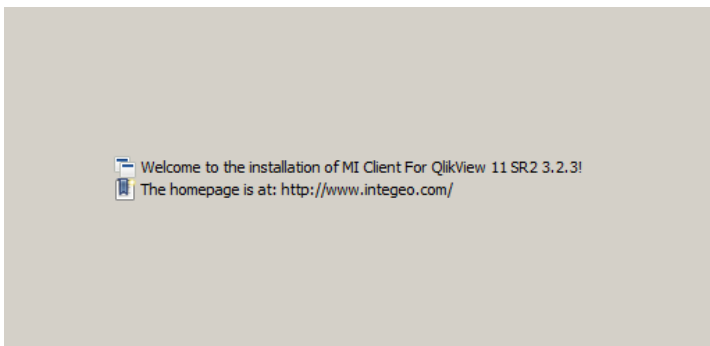 Welcome to the installation of MI Client For QlikView 11 SR2 3.2.3!
The homepage is at: http://www.integeo.com/